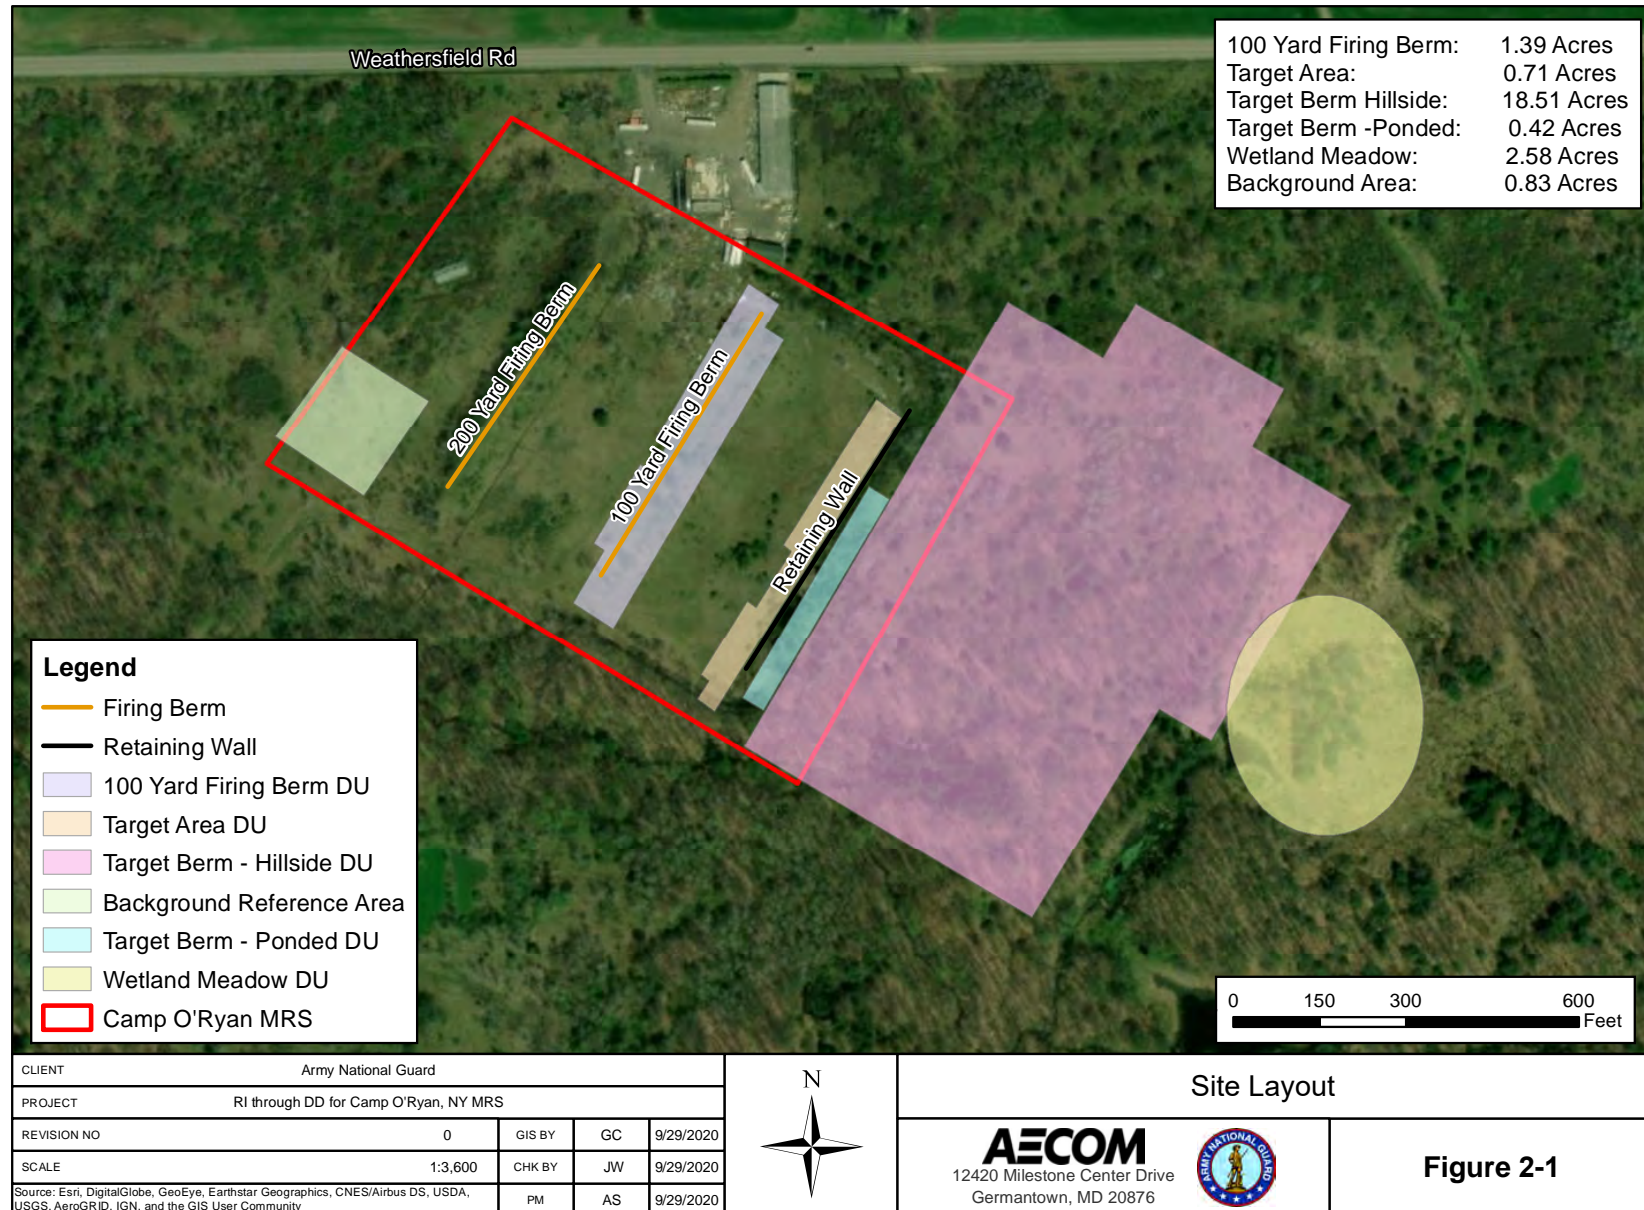 Weathersfield Rd
100 Yard Firing Berm: 1.39 Acres
Target Area: 0.71 Acres
Target Berm Hillside: 18.51 Acres
Target Berm -Ponded: 0.42 Acres
Wetland Meadow: 2.58 Acres
Background Area: 0.83 Acres
200 Yard Firing Berm
100 Yard Firing Berm
Retaining Wall
Legend
Firing Berm
Retaining Wall
100 Yard Firing Berm DU
Target Area DU
Target Berm - Hillside DU
Background Reference Area
Target Berm - Ponded DU
Wetland Meadow DU
Camp O'Ryan MRS
0 150 300 600
Feet
CLIENT Army National Guard
PROJECT RI through DD for Camp O'Ryan, NY MRS
REVISION NO 0 GIS BY GC 9/29/2020
SCALE 1:3,600 CHK BY JW 9/29/2020
Source: Esri, DigitalGlobe, GeoEye, Earthstar Geographics, CNES/Airbus DS, USDA,
USGS, AeroGRID, IGN, and the GIS User Community
PM AS 9/29/2020
N
Site Layout
AECOM
12420 Milestone Center Drive
Germantown, MD 20876
ARMY NATIONAL GUARD
Figure 2-1